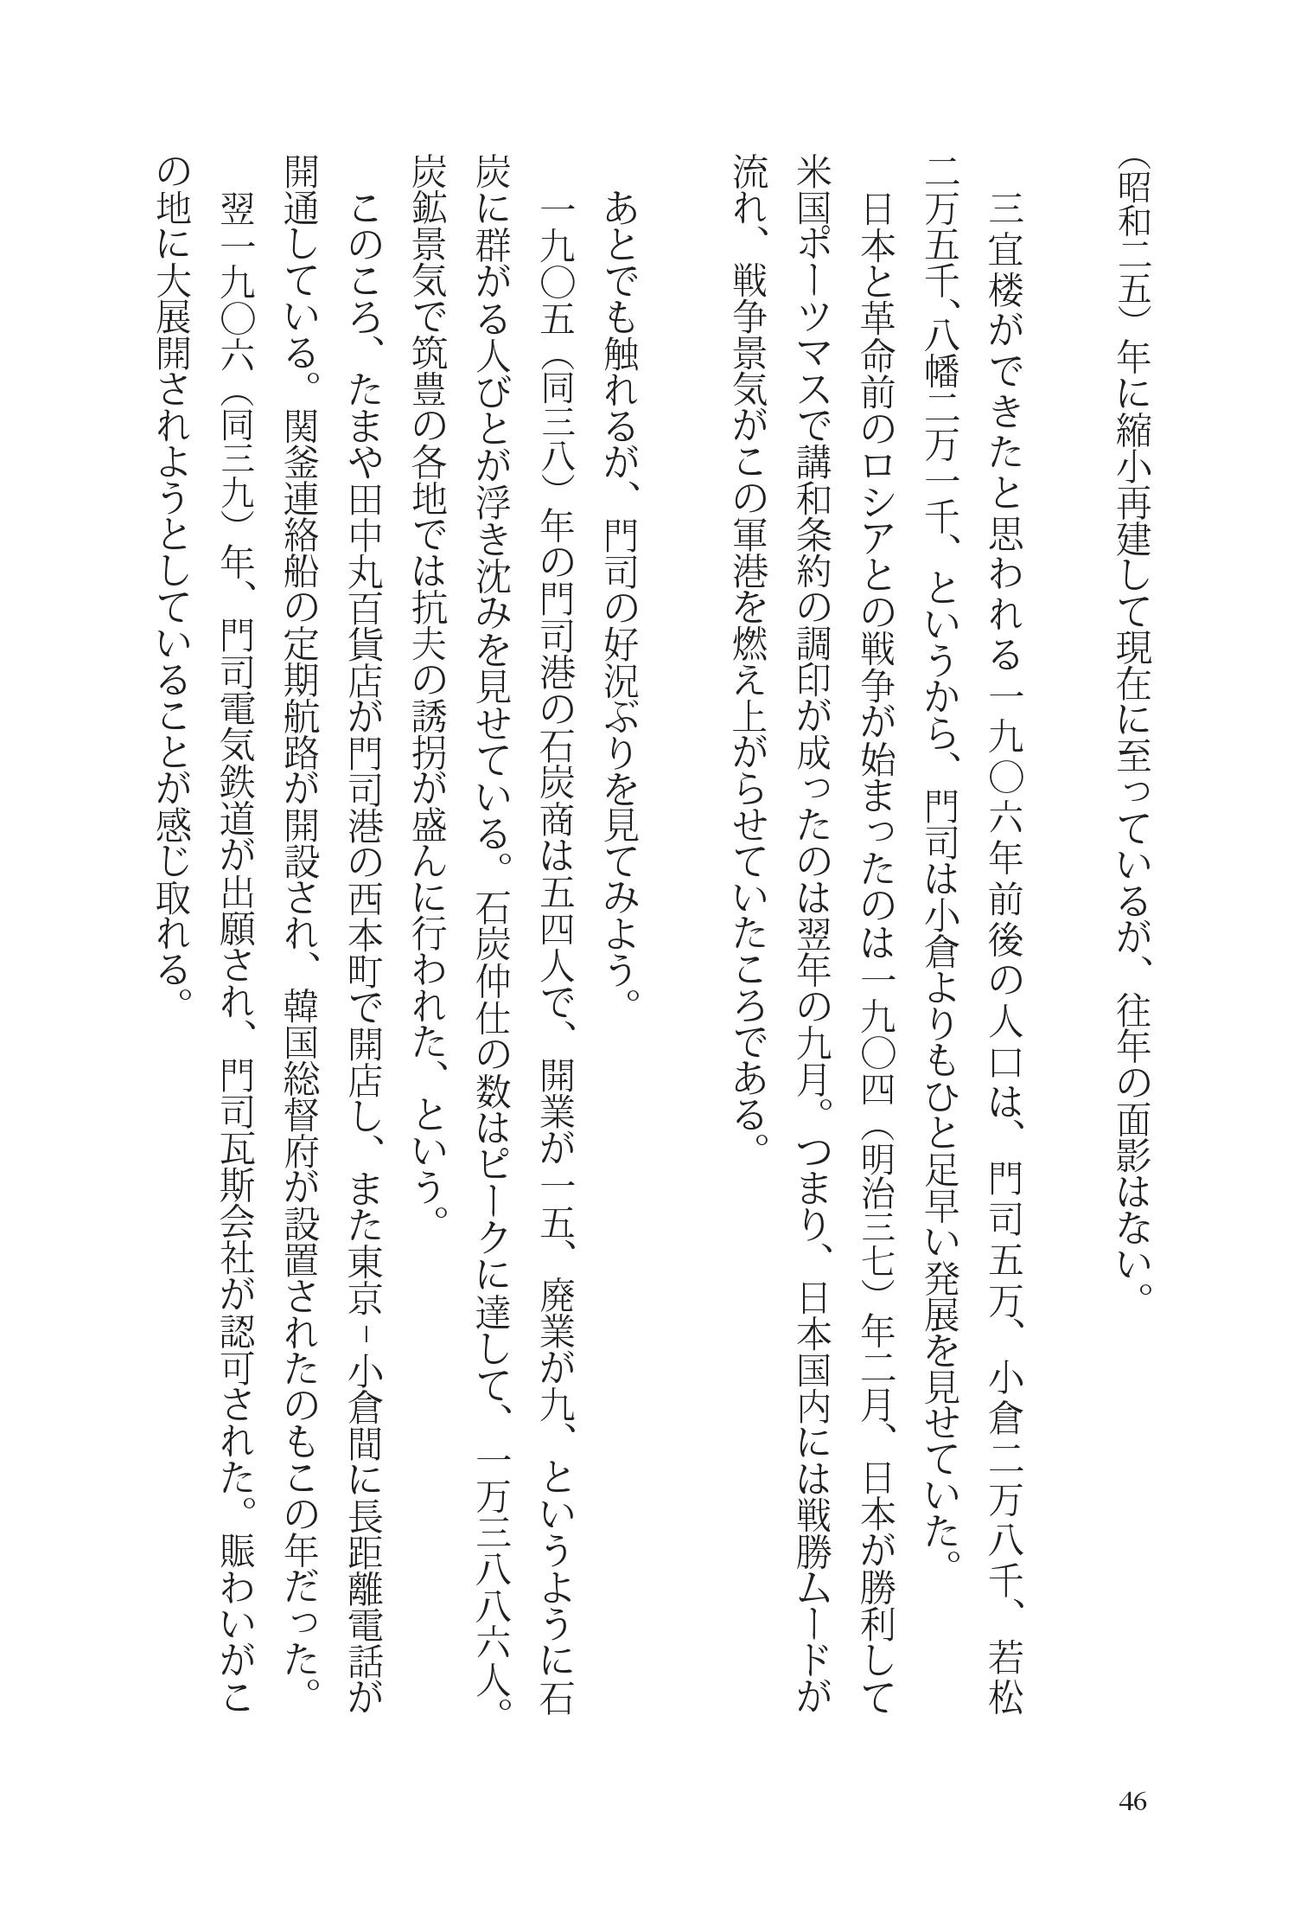 （昭和二五）年に縮小再建して現在に至っているが、往年の面影はない。
三宜楼ができたと思われる一九〇六年前後の人口は、門司五万、小倉二万八千、若松
二万五千、八幡二万一千、というから、門司は小倉よりもひと足早い発展を見せていた。
日本と革命前のロシアとの戦争が始まったのは一九〇四（明治三七）年二月、日本が勝利して
米国ポーツマスで講和条約の調印が成ったのは翌年の九月。つまり、日本国内には戦勝ムードが
流れ、戦争景気がこの軍港を燃え上がらせていたころである。
あとでも触れるが、門司の好況ぶりを見てみよう。
一九〇五（同三八）年の門司港の石炭商は五四人で、開業が一五、廃業が九、というように石
炭に群がる人びとが浮き沈みを見せている。石炭仲仕の数はピークに達して、一万三八八六人。
炭鉱景気で筑豊の各地では抗夫の誘拐が盛んに行われた、という。
このころ、たまや田中丸百貨店が門司港の西本町で開店し、また東京－小倉間に長距離電話が
開通している。関釜連絡船の定期航路が開設され、韓国総督府が設置されたのもこの年だった。
翌一九〇六（同三九）年、門司電気鉄道が出願され、門司瓦斯会社が認可された。賑わいがこ
の地に大展開されようとしていることが感じ取れる。
46